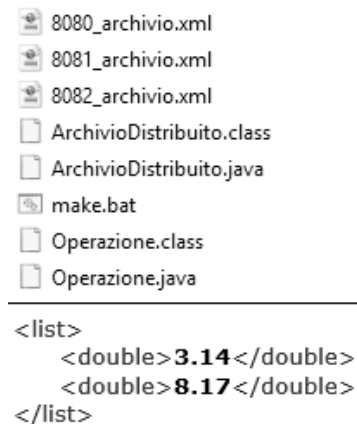 8080_archivio.xml
8081_archivio.xml
8082_archivio.xml
ArchivioDistribuito.class
ArchivioDistribuito.java
make.bat
Operazione.class
Operazione.java
<list>
<double>3.14</double>
<double>8.17</double>
</list>